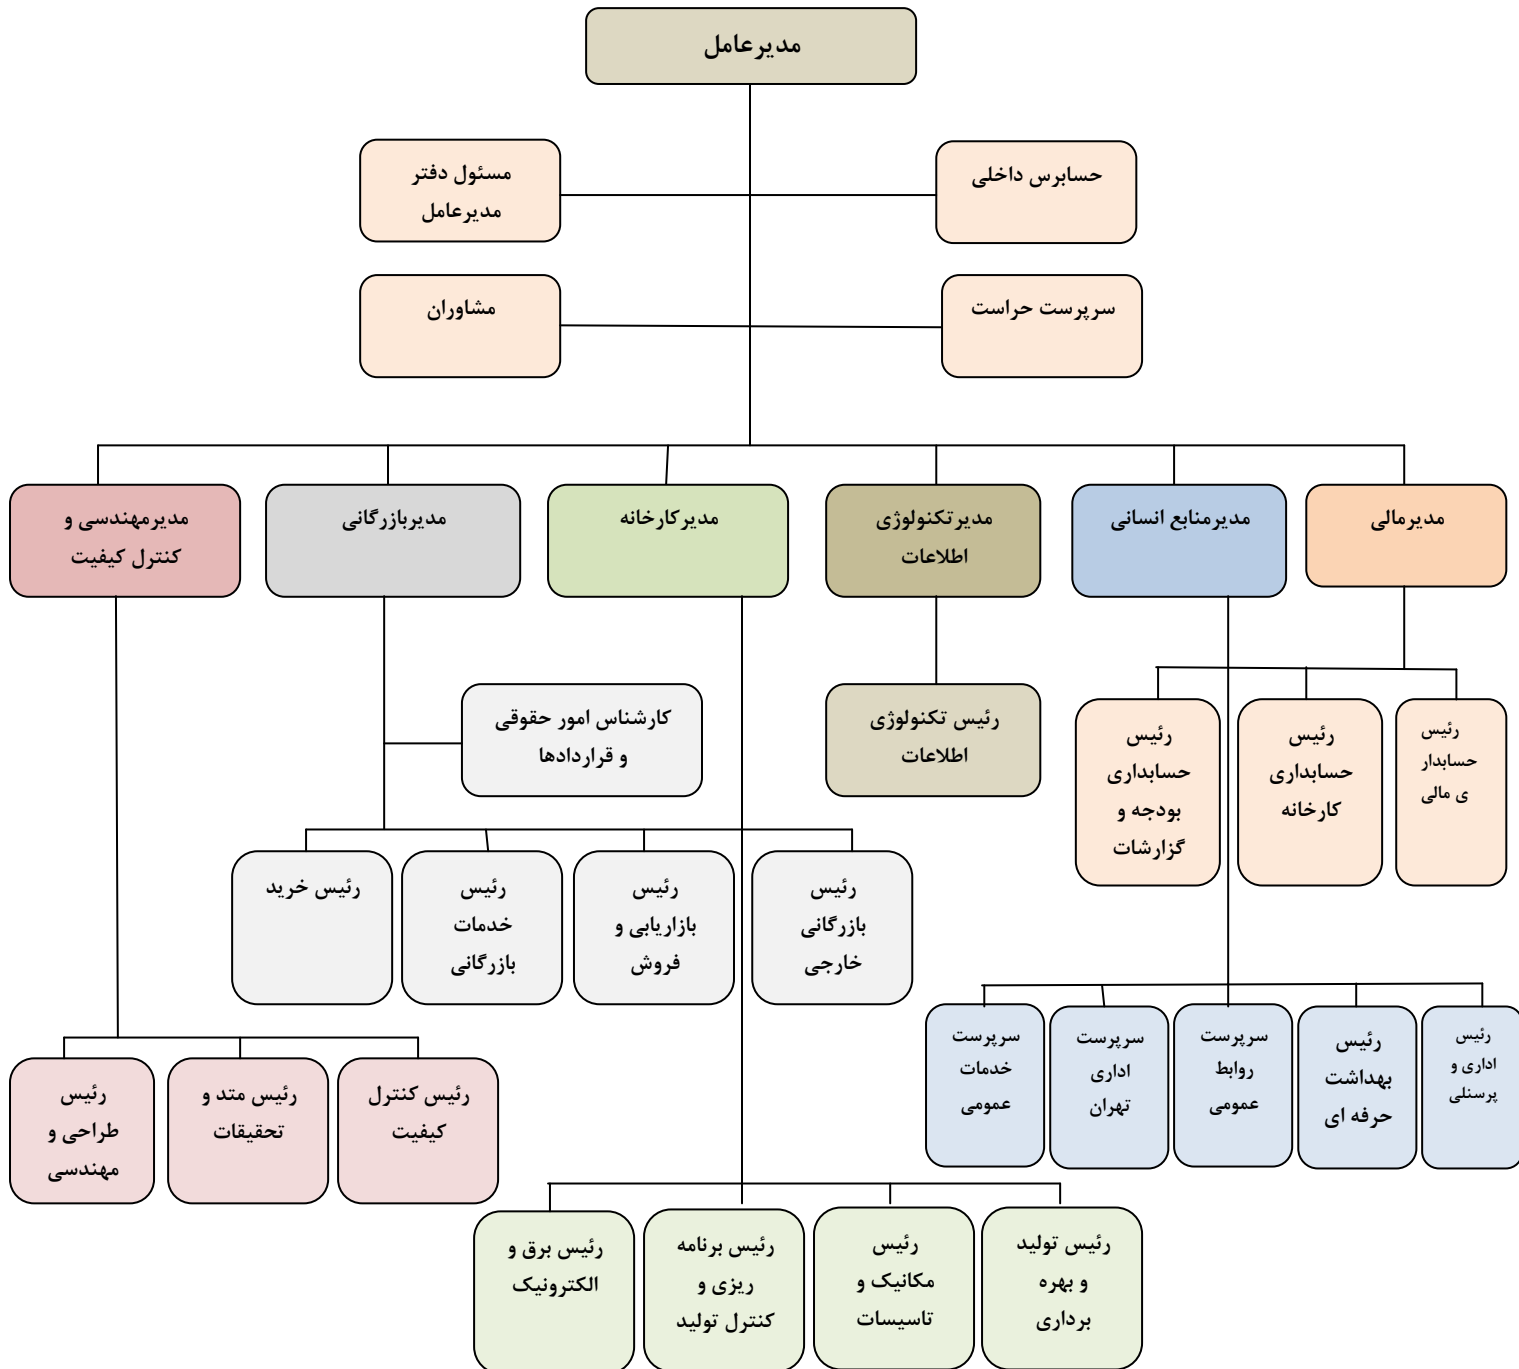 مدیرعامل
حسابرس داخلی
مسئول دفتر
مدیرعامل
سرپرست حراست
مشاوران
مدیرمالی
مدیرمنابع انسانی
مدیرتکنولوژی
اطلاعات
مدیرکارخانه
مدیربازرگانی
مدیرمهندسی و
کنترل کیفیت
رئیس
حسابدار
ی مالی
رئیس
حسابداری
کارخانه
رئیس
حسابداری
بودجه و
گزارشات
رئیس تکنولوژی
اطلاعات
کارشناس امور حقوقی
و قراردادها
رئیس
بازرگانی
خارجی
رئیس
بازاریابی و
فروش
رئیس
خدمات
بازرگانی
رئیس خرید
رئیس
اداری و
پرسنلی
رئیس
بهداشت
حرفه ای
سرپرست
روابط
عمومی
سرپرست
اداری
تهران
سرپرست
خدمات
عمومی
رئیس کنترل
کیفیت
رئیس متد و
تحقیقات
رئیس
طراحی و
مهندسی
رئیس تولید
و بهره
برداری
رئیس
مکانیک و
تاسیسات
رئیس برنامه
ریزی و
کنترل تولید
رئیس برق و
الکترونیک